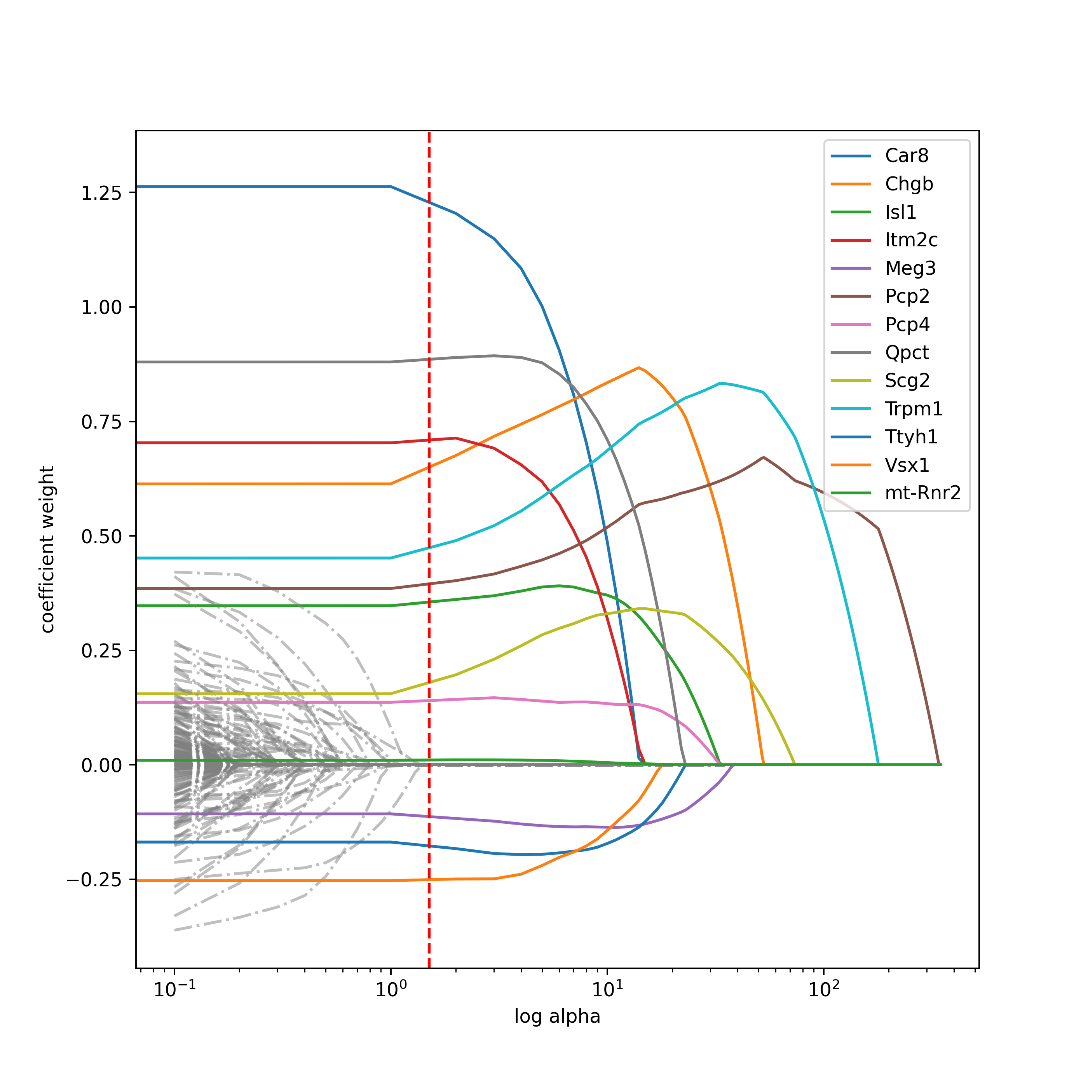 1.25
1.00
0.75
0.50
0.25
0.00
−0.25
coefficient weight
10⁻¹
10⁰
10¹
10²
log alpha
Car8
Chgb
Isl1
Itm2c
Meg3
Pcp2
Pcp4
Qpct
Scg2
Trpm1
Ttyh1
Vsx1
mt-Rnr2